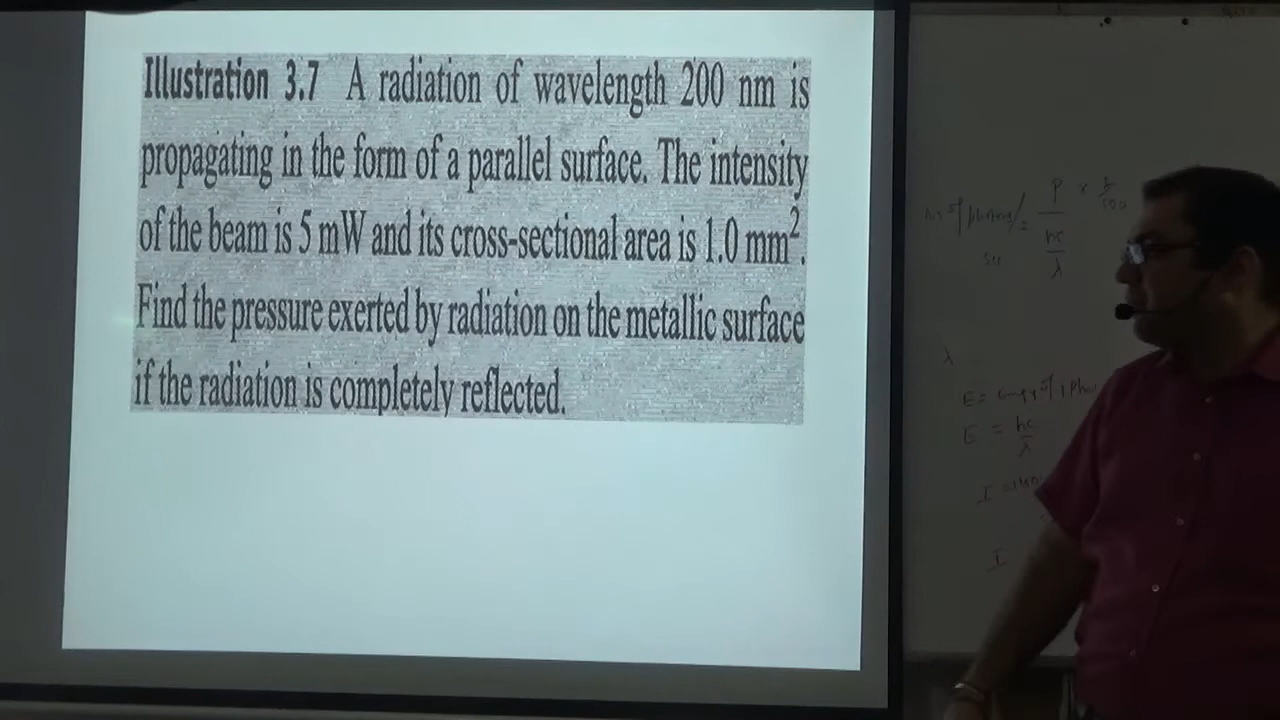 Illustration 3.7 A radiation of wavelength 200 nm is
propagating in the form of a parallel surface. The intensity
of the beam is 5 mW and its cross-sectional area is 1.0 mm².
Find the pressure exerted by radiation on the metallic surface
if the radiation is completely reflected.
P
hc
λ
λ
E =
E = hc
λ
I
I